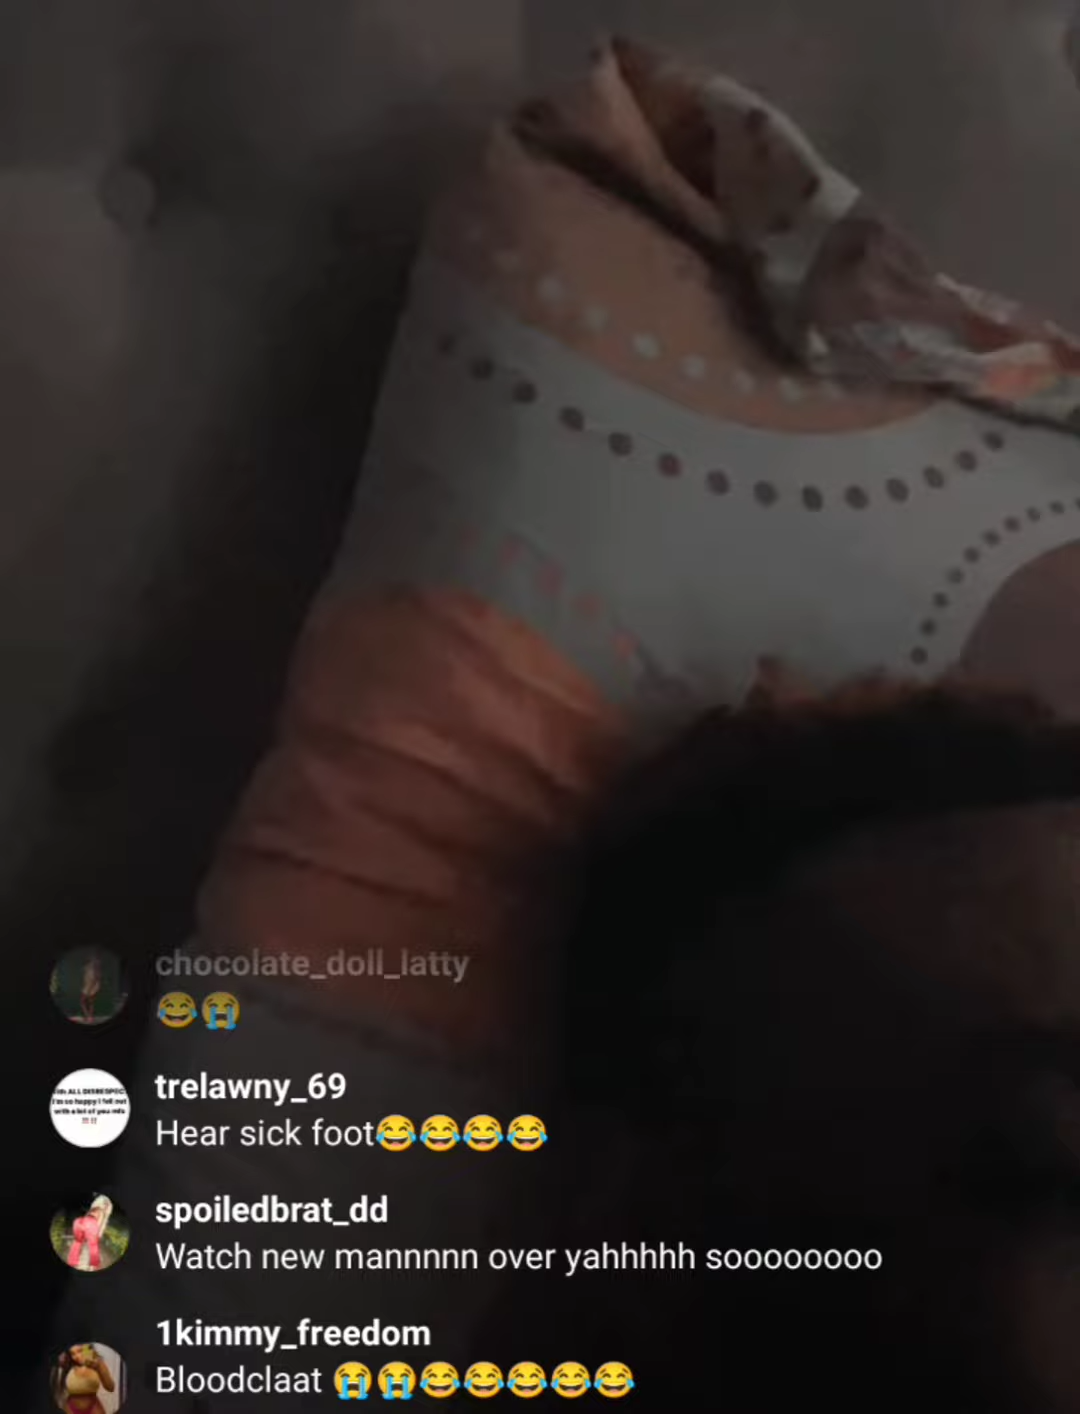 chocolate_doll_latty
😂😭
trelawny_69
Hear sick foot😂😂😂😂
spoiledbrat_dd
Watch new mannnnn over yahhhhh soooooooo
1kimmy_freedom
Bloodclaat 😭😭😂😂😂😂😂